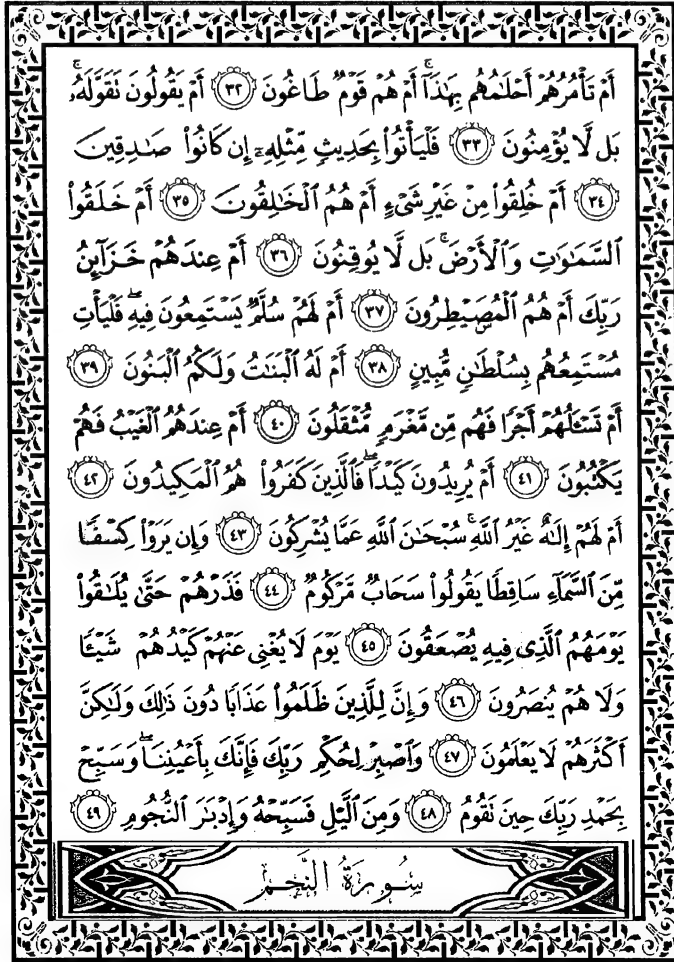 أَمْ تَأْمُرُهُمْ أَحْلَٰمُهُم بِهَٰذَآ ۚ أَمْ هُمْ قَوْمٌ طَاغُونَ ﴿٣٢﴾ أَمْ يَقُولُونَ تَقَوَّلَهُۥ ۚ
بَل لَّا يُؤْمِنُونَ ﴿٣٣﴾ فَلْيَأْتُوا۟ بِحَدِيثٍ مِّثْلِهِۦٓ إِن كَانُوا۟ صَٰدِقِينَ
﴿٣٤﴾ أَمْ خُلِقُوا۟ مِنْ غَيْرِ شَىْءٍ أَمْ هُمُ ٱلْخَٰلِقُونَ ﴿٣٥﴾ أَمْ خَلَقُوا۟
ٱلسَّمَٰوَٰتِ وَٱلْأَرْضَ ۚ بَل لَّا يُوقِنُونَ ﴿٣٦﴾ أَمْ عِندَهُمْ خَزَآئِنُ
رَبِّكَ أَمْ هُمُ ٱلْمُصَۣيْطِرُونَ ﴿٣٧﴾ أَمْ لَهُمْ سُلَّمٌ يَسْتَمِعُونَ فِيهِ ۖ فَلْيَأْتِ
مُسْتَمِعُهُم بِسُلْطَٰنٍ مُّبِينٍ ﴿٣٨﴾ أَمْ لَهُ ٱلْبَنَٰتُ وَلَكُمُ ٱلْبَنُونَ ﴿٣٩﴾
أَمْ تَسْـَٔلُهُمْ أَجْرًا فَهُم مِّن مَّغْرَمٍ مُّثْقَلُونَ ﴿٤٠﴾ أَمْ عِندَهُمُ ٱلْغَيْبُ فَهُمْ
يَكْتُبُونَ ﴿٤١﴾ أَمْ يُرِيدُونَ كَيْدًا ۖ فَٱلَّذِينَ كَفَرُوا۟ هُمُ ٱلْمَكِيدُونَ ﴿٤٢﴾
أَمْ لَهُمْ إِلَٰهٌ غَيْرُ ٱللَّهِ ۚ سُبْحَٰنَ ٱللَّهِ عَمَّا يُشْرِكُونَ ﴿٤٣﴾ وَإِن يَرَوْا۟ كِسْفًا
مِّنَ ٱلسَّمَآءِ سَاقِطًا يَقُولُوا۟ سَحَابٌ مَّرْكُومٌ ﴿٤٤﴾ فَذَرْهُمْ حَتَّىٰ يُلَٰقُوا۟
يَوْمَهُمُ ٱلَّذِى فِيهِ يُصْعَقُونَ ﴿٤٥﴾ يَوْمَ لَا يُغْنِى عَنْهُمْ كَيْدُهُمْ شَيْـًٔا
وَلَا هُمْ يُنصَرُونَ ﴿٤٦﴾ وَإِنَّ لِلَّذِينَ ظَلَمُوا۟ عَذَابًا دُونَ ذَٰلِكَ وَلَٰكِنَّ
أَكْثَرَهُمْ لَا يَعْلَمُونَ ﴿٤٧﴾ وَٱصْبِرْ لِحُكْمِ رَبِّكَ فَإِنَّكَ بِأَعْيُنِنَا ۖ وَسَبِّحْ
بِحَمْدِ رَبِّكَ حِينَ تَقُومُ ﴿٤٨﴾ وَمِنَ ٱلَّيْلِ فَسَبِّحْهُ وَإِدْبَٰرَ ٱلنُّجُومِ ﴿٤٩﴾
سُورَةُ النَّجْمِ